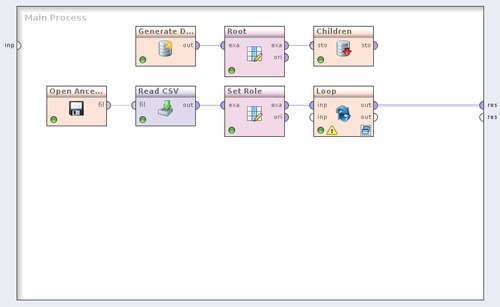 Main Process
Generate D... Root Children
out exa exa sto sto
ori
inp
Open Ance... Read CSV Set Role Loop
fil fil out exa exa inp out res
ori inp out res